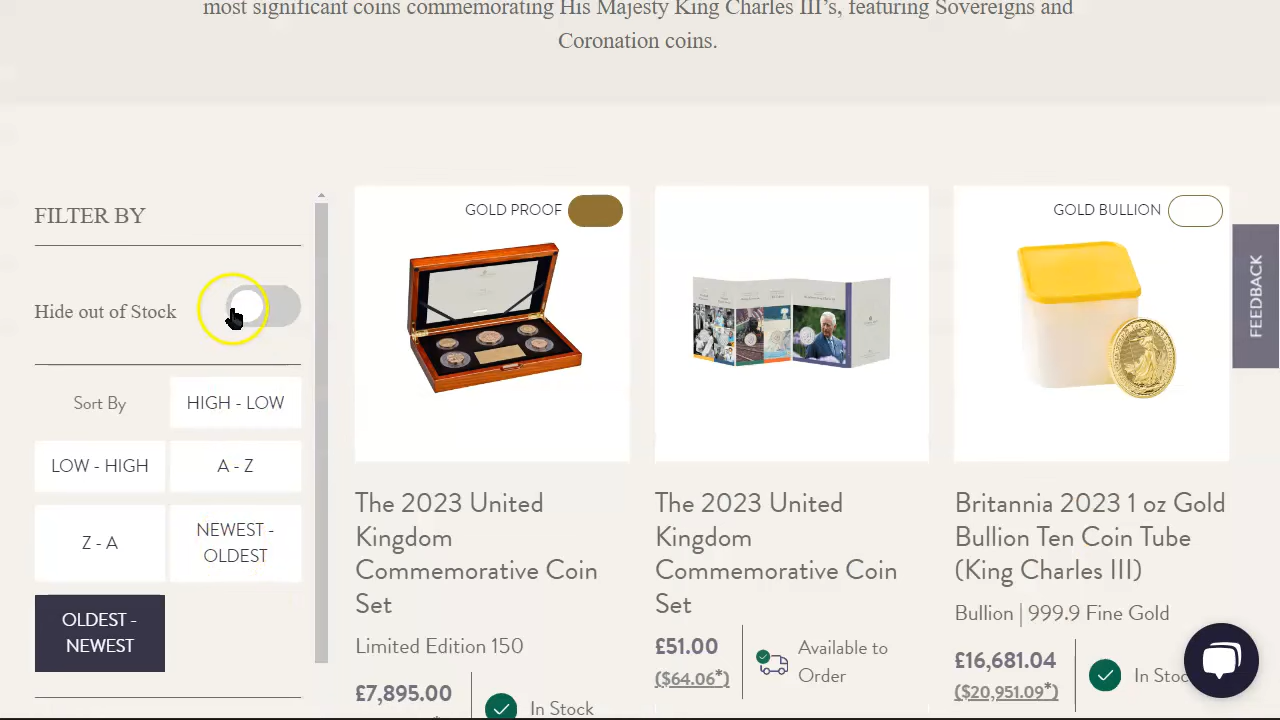 most significant coins commemorating His Majesty King Charles III's, featuring Sovereigns and
Coronation coins.
FILTER BY
Hide out of Stock
Sort By
HIGH - LOW
LOW - HIGH
A - Z
Z - A
NEWEST -
OLDEST
OLDEST -
NEWEST
GOLD PROOF
The 2023 United
Kingdom
Commemorative Coin
Set
Limited Edition 150
£7,895.00
In Stock
The 2023 United
Kingdom
Commemorative Coin
Set
£51.00
($64.06*)
Available to
Order
GOLD BULLION
Britannia 2023 1 oz Gold
Bullion Ten Coin Tube
(King Charles III)
Bullion | 999.9 Fine Gold
£16,681.04
($20,951.09*)
In Stoc
FEEDBACK